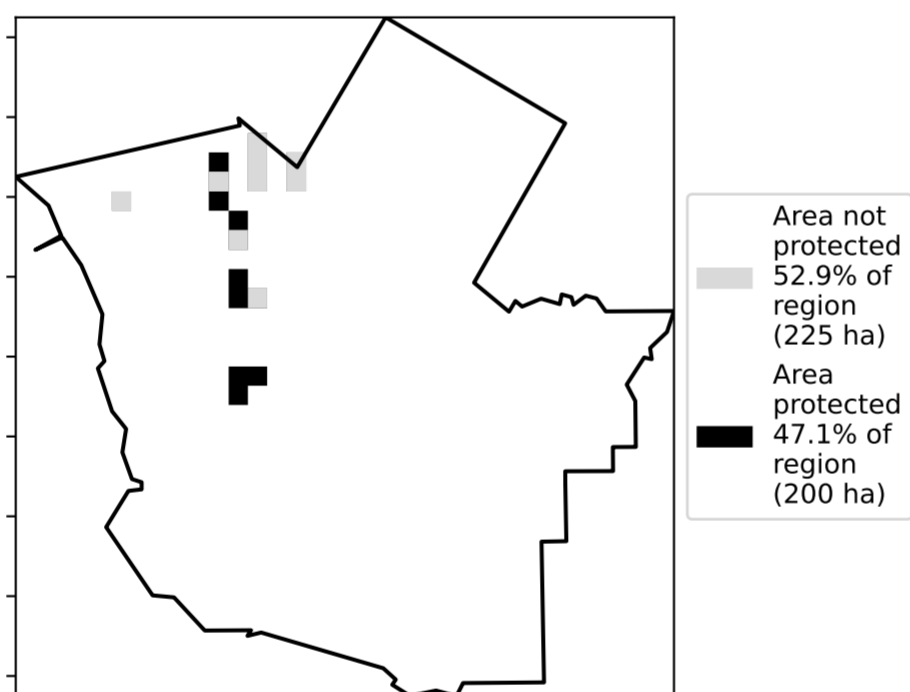 Area not
protected
52.9% of
region
(225 ha)
Area
protected
47.1% of
region
(200 ha)